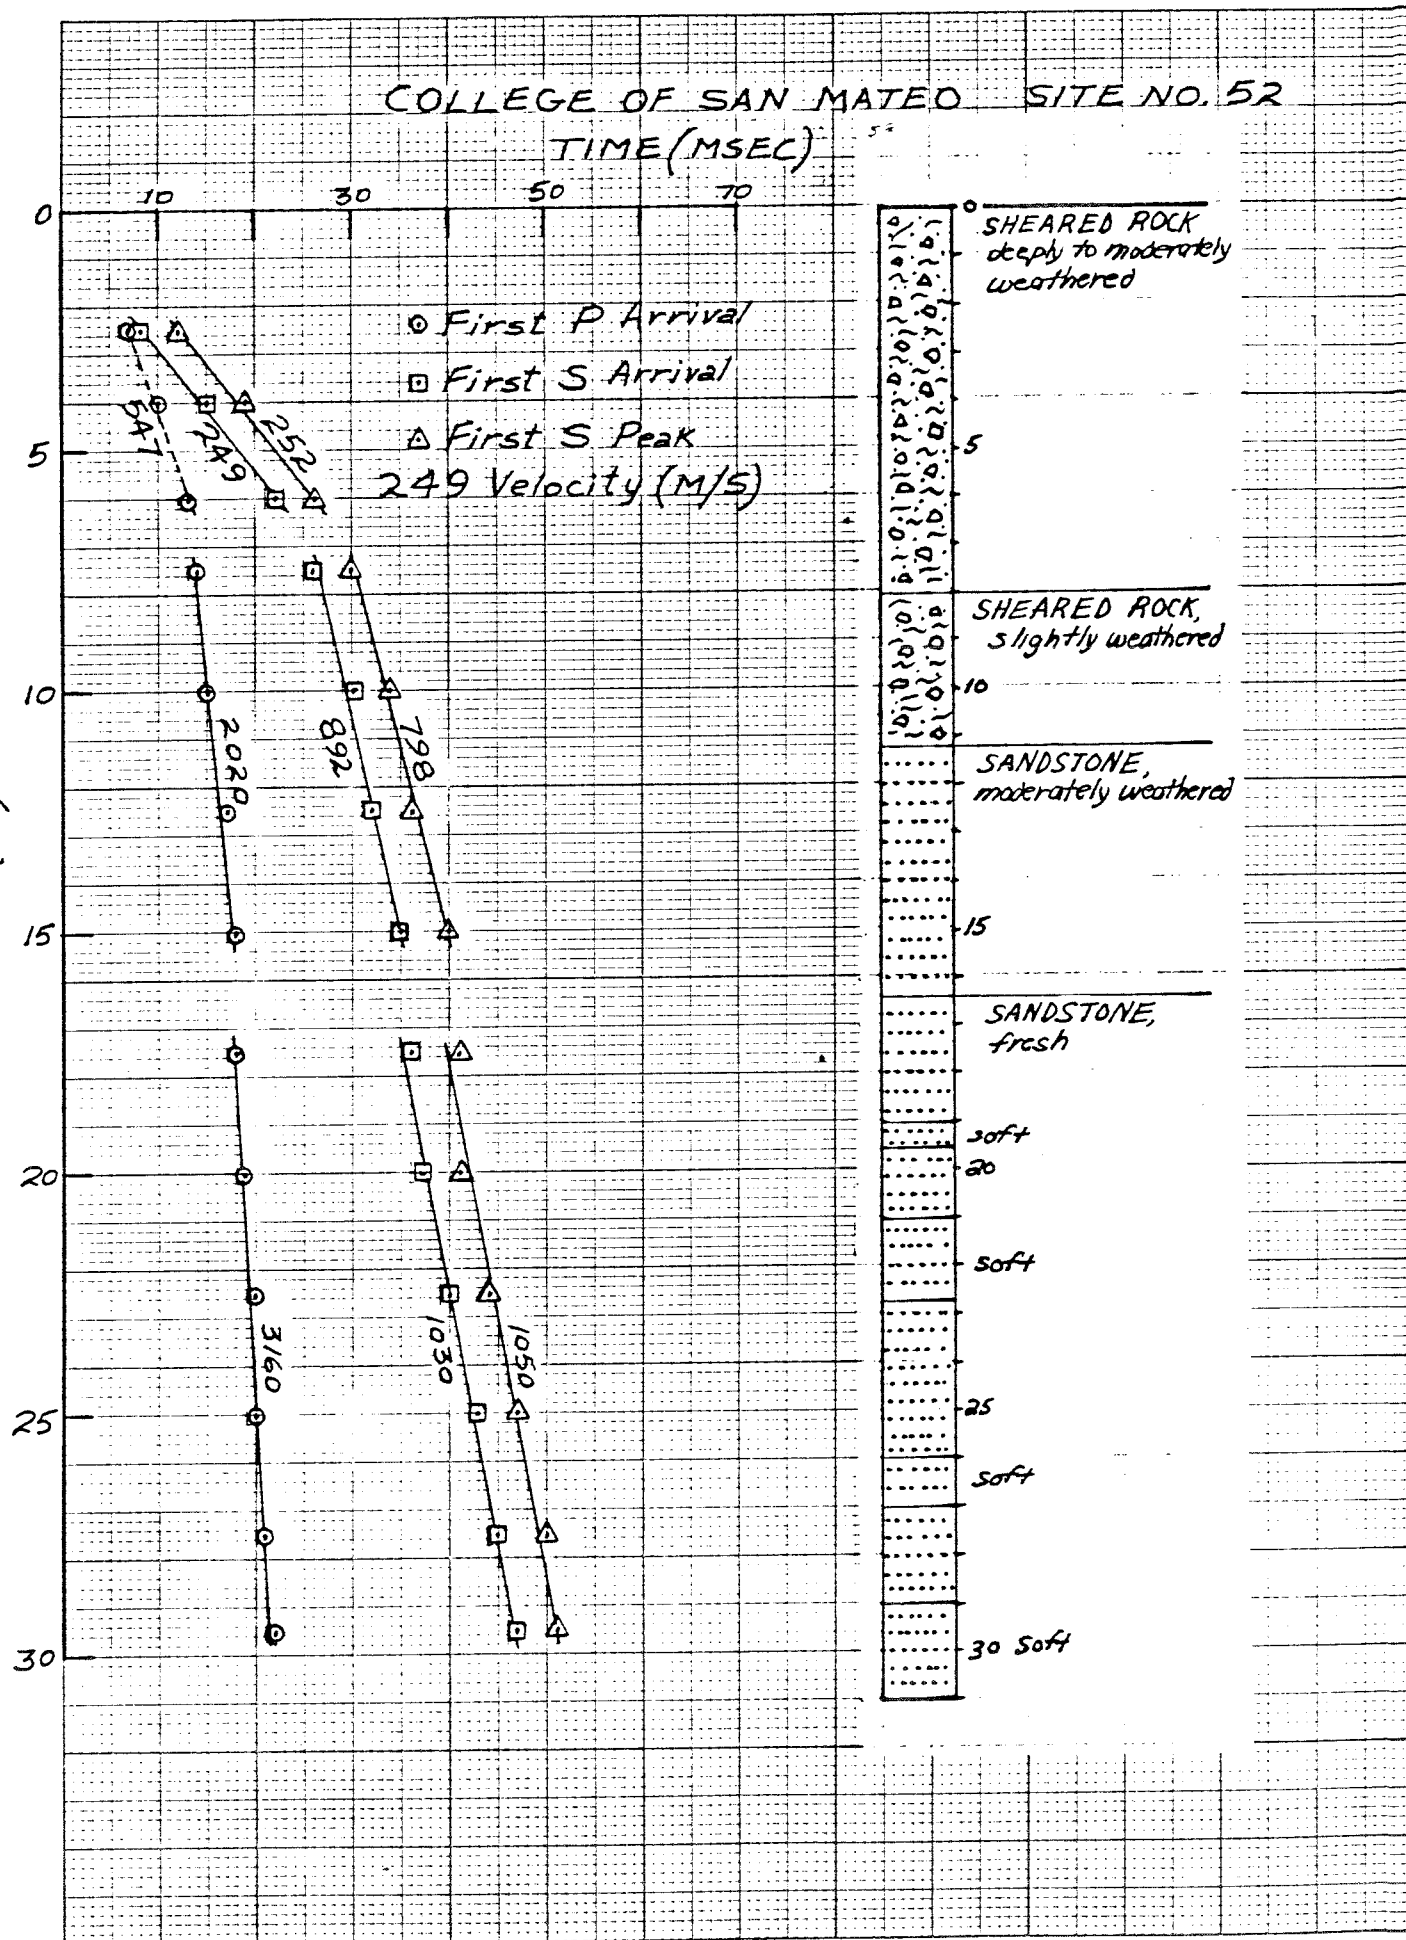 COLLEGE OF SAN MATEO SITE NO. 52
TIME (MSEC)
10 30 50 70
0
5
10
15
20
25
30
First P Arrival
First S Arrival
First S Peak
249 Velocity (M/S)
547
249
252
2020
892
798
3160
1030
1050
0
SHEARED ROCK
deeply to moderately
weathered
5
SHEARED ROCK,
slightly weathered
10
SANDSTONE,
moderately weathered
15
SANDSTONE,
fresh
soft
20
soft
25
soft
30 Soft